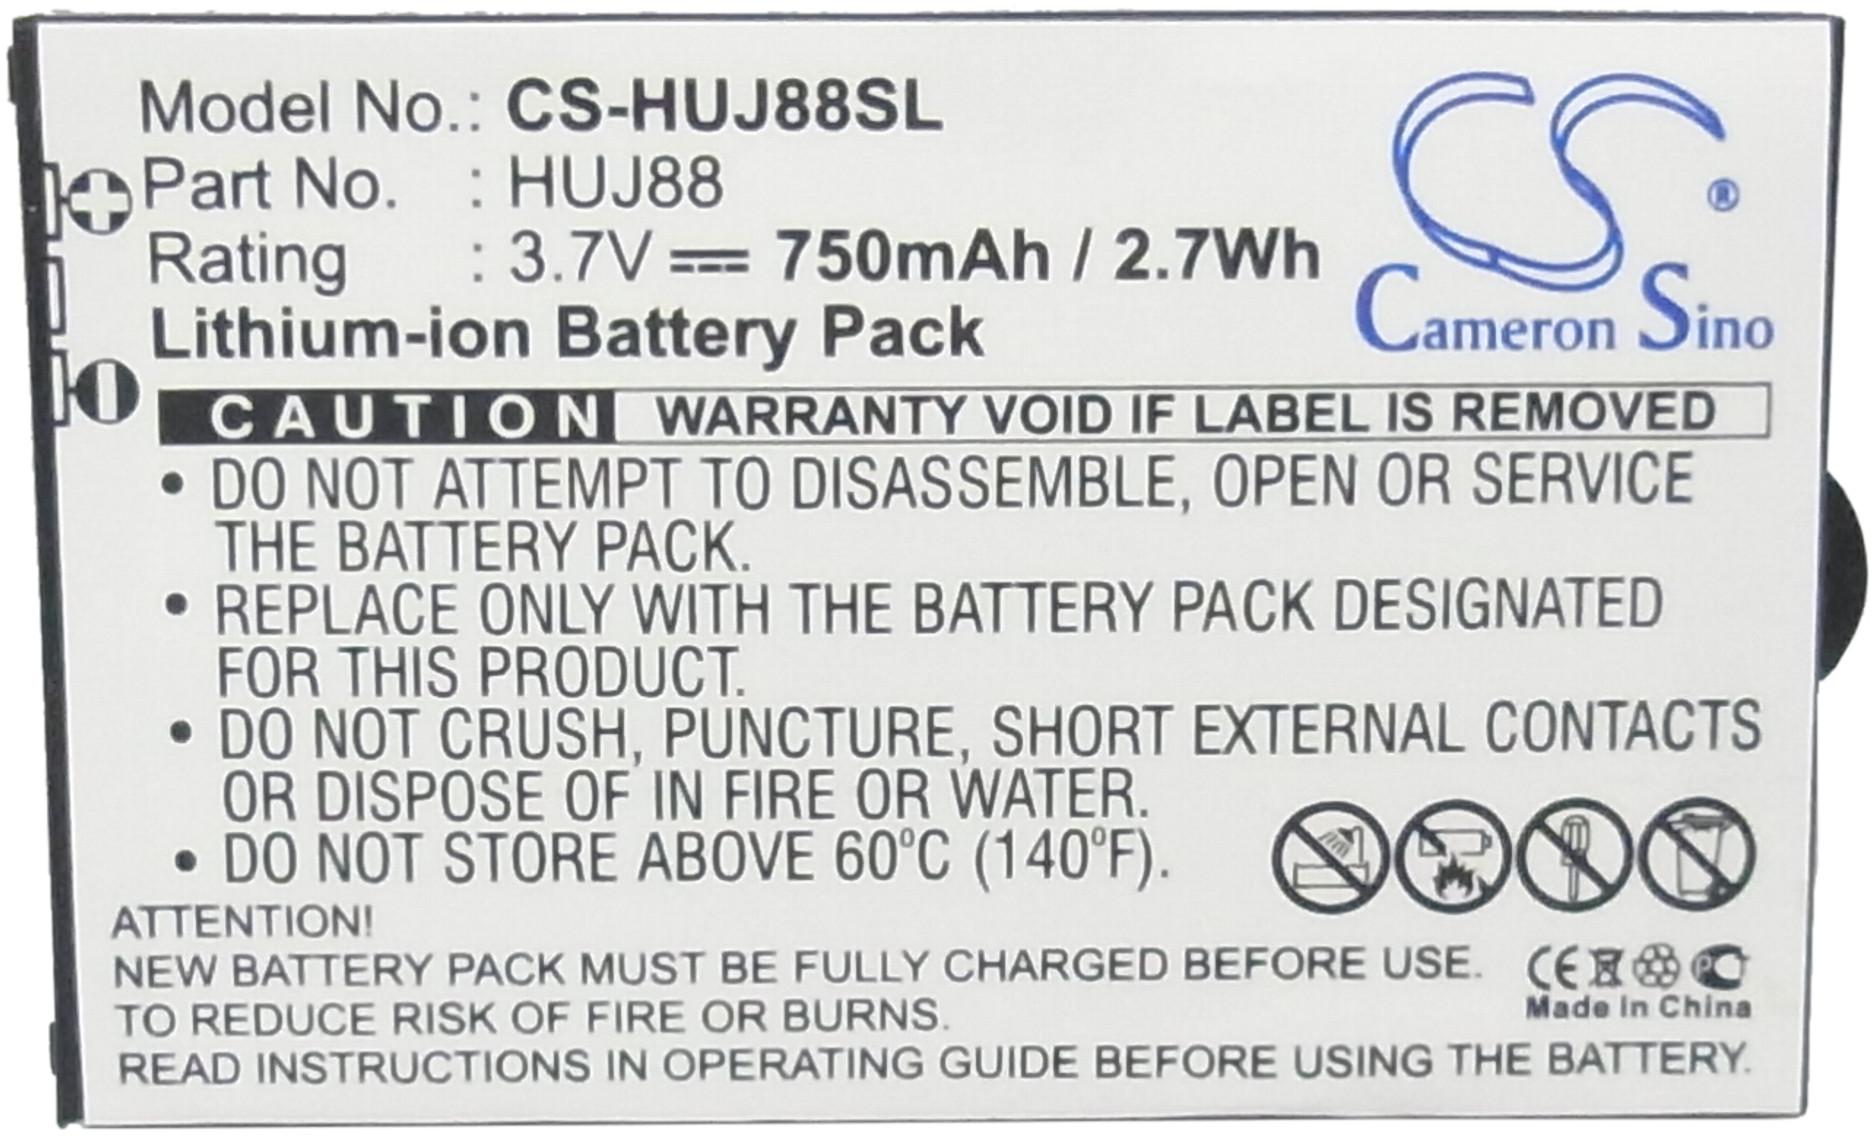 Model No.: CS-HUJ88SL
Part No. : HUJ88
Rating : 3.7V 750mAh / 2.7Wh
Lithium-ion Battery Pack
CS ®
Cameron Sino
CAUTION WARRANTY VOID IF LABEL IS REMOVED
• DO NOT ATTEMPT TO DISASSEMBLE, OPEN OR SERVICE
THE BATTERY PACK.
• REPLACE ONLY WITH THE BATTERY PACK DESIGNATED
FOR THIS PRODUCT.
• DO NOT CRUSH, PUNCTURE, SHORT EXTERNAL CONTACTS
OR DISPOSE OF IN FIRE OR WATER.
• DO NOT STORE ABOVE 60°C (140°F).
ATTENTION!
NEW BATTERY PACK MUST BE FULLY CHARGED BEFORE USE.
TO REDUCE RISK OF FIRE OR BURNS.
READ INSTRUCTIONS IN OPERATING GUIDE BEFORE USING THE BATTERY.
CE
Made in China